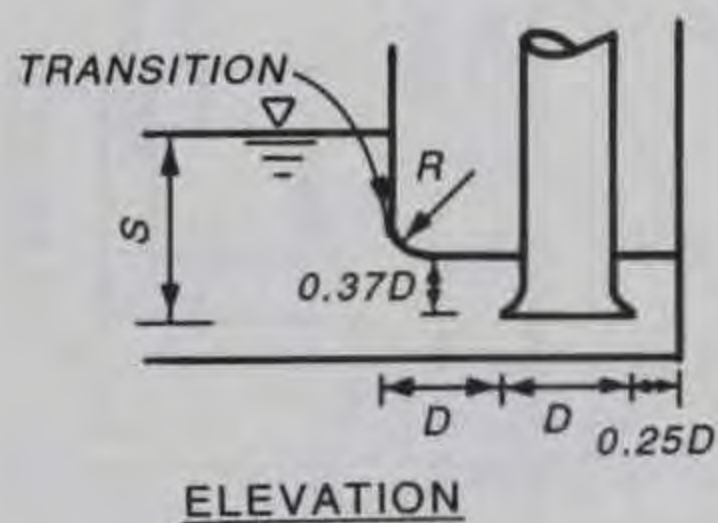 TRANSITION
R
S
0.37D
D
D
0.25D
ELEVATION